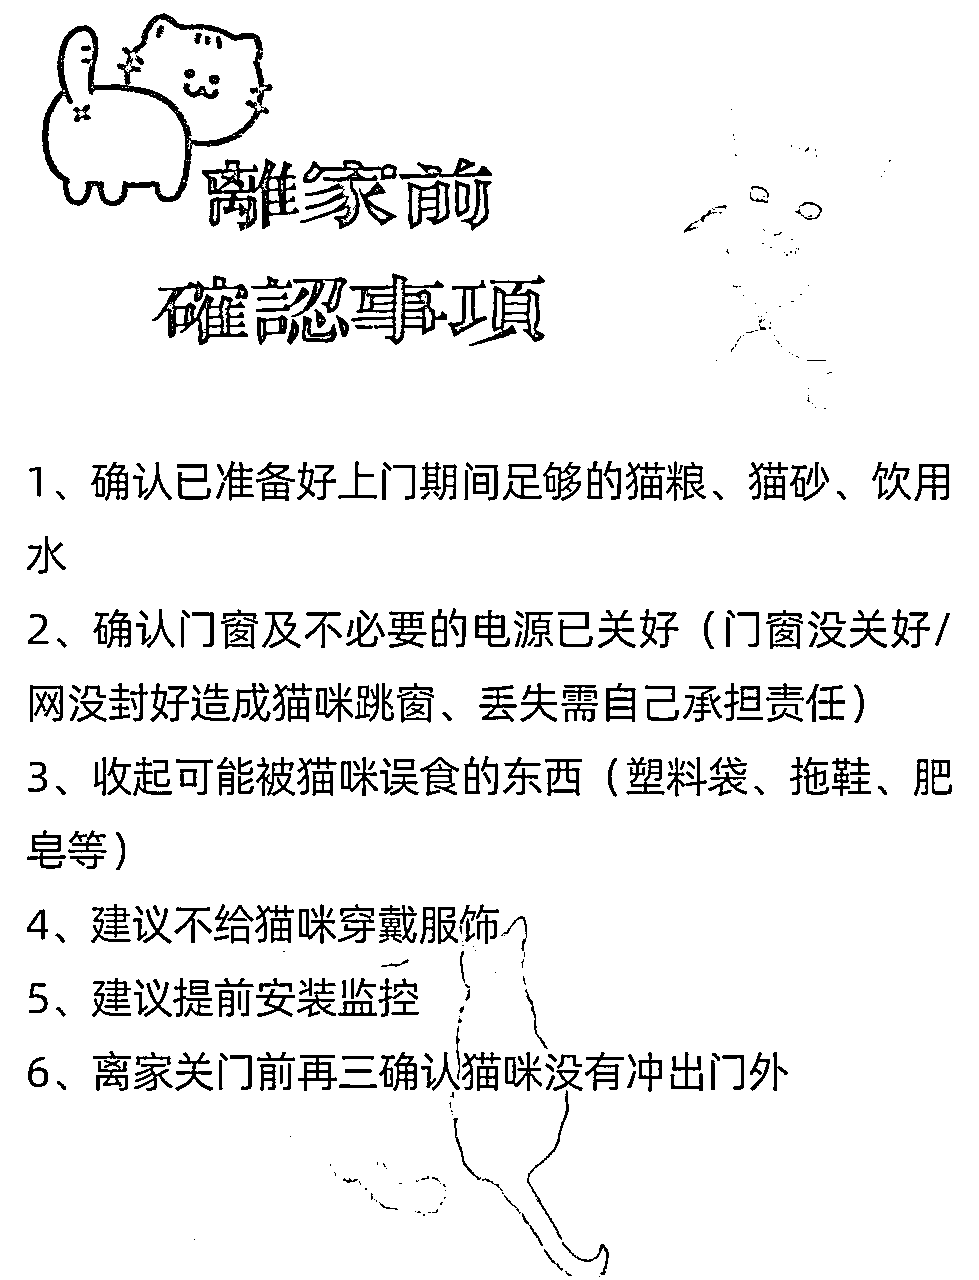 離家前
確認事項
1、确认已准备好上门期间足够的猫粮、猫砂、饮用
水
2、确认门窗及不必要的电源已关好（门窗没关好/
网没封好造成猫咪跳窗、丢失需自己承担责任）
3、收起可能被猫咪误食的东西（塑料袋、拖鞋、肥
皂等）
4、建议不给猫咪穿戴服饰
5、建议提前安装监控
6、离家关门前再三确认猫咪没有冲出门外